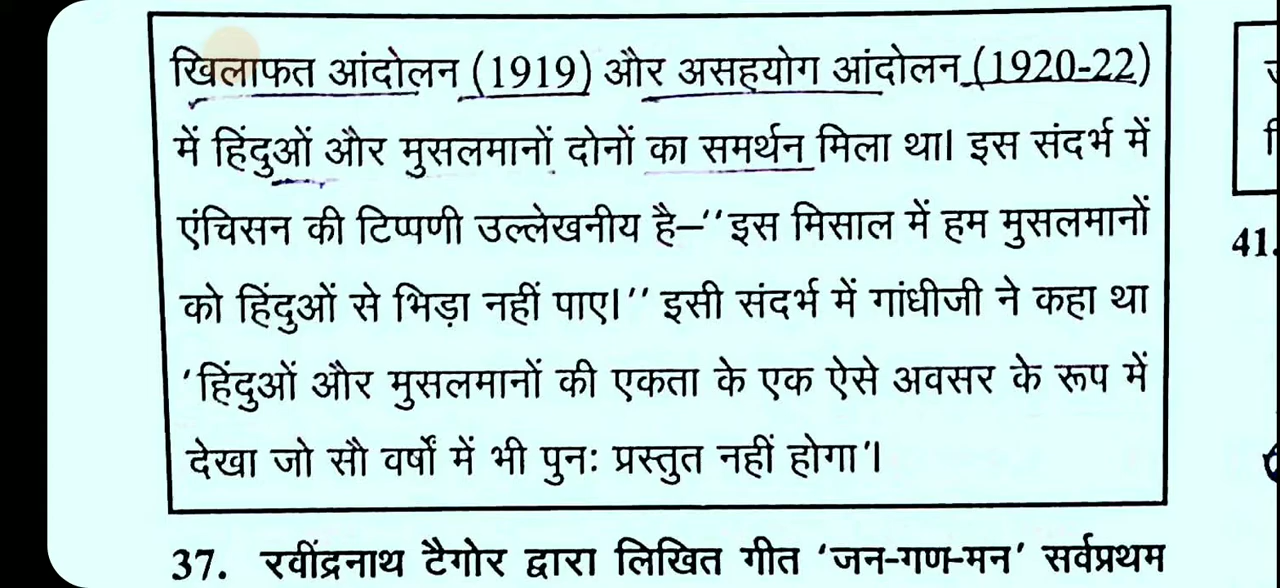 खिलाफत आंदोलन (1919) और असहयोग आंदोलन (1920-22)
में हिंदुओं और मुसलमानों दोनों का समर्थन मिला था। इस संदर्भ में
एंचिसन की टिप्पणी उल्लेखनीय है–''इस मिसाल में हम मुसलमानों
को हिंदुओं से भिड़ा नहीं पाए।'' इसी संदर्भ में गांधीजी ने कहा था
'हिंदुओं और मुसलमानों की एकता के एक ऐसे अवसर के रूप में
देखा जो सौ वर्षों में भी पुनः प्रस्तुत नहीं होगा'।
37. रवींद्रनाथ टैगोर द्वारा लिखित गीत 'जन-गण-मन' सर्वप्रथम
41.